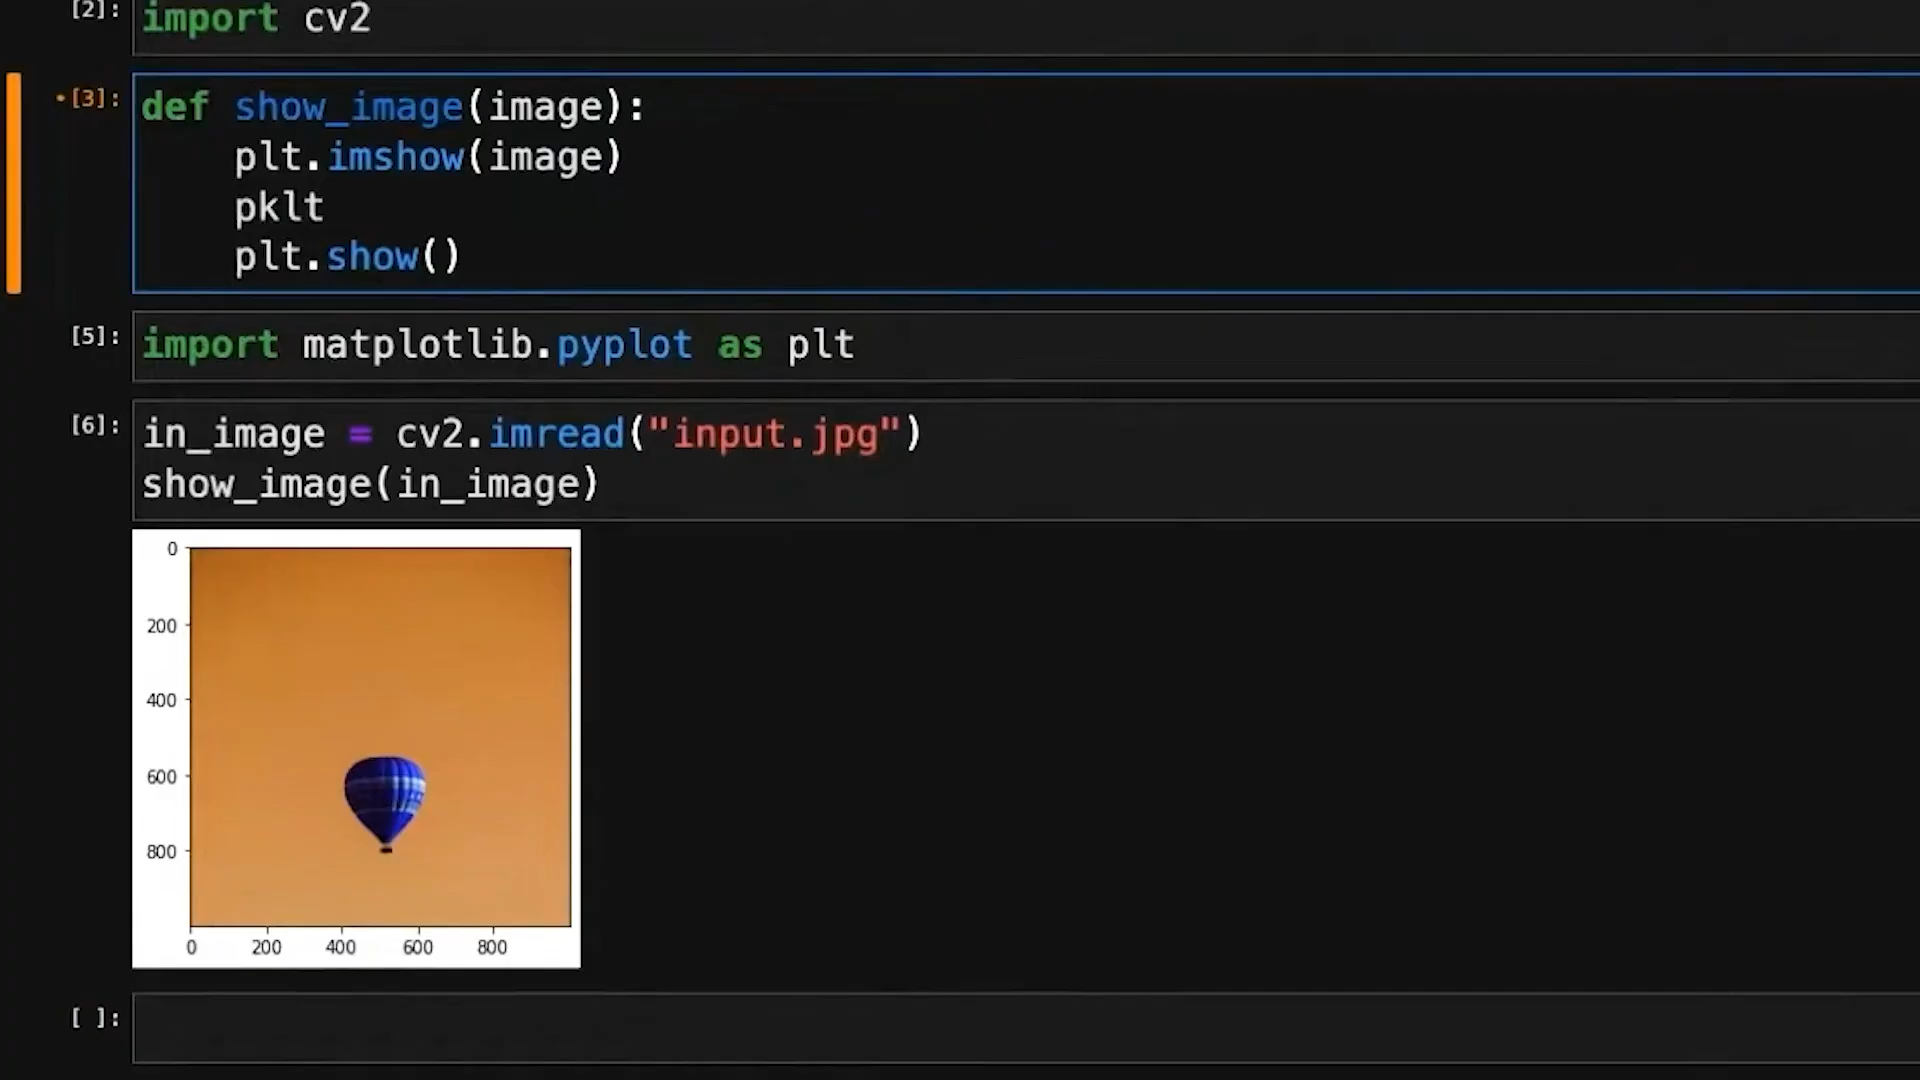 [2]: import cv2
•[3]: def show_image(image):
    plt.imshow(image)
    pklt
    plt.show()
[5]: import matplotlib.pyplot as plt
[6]: in_image = cv2.imread("input.jpg")
show_image(in_image)
0
200
400
600
800
0 200 400 600 800
[ ]: